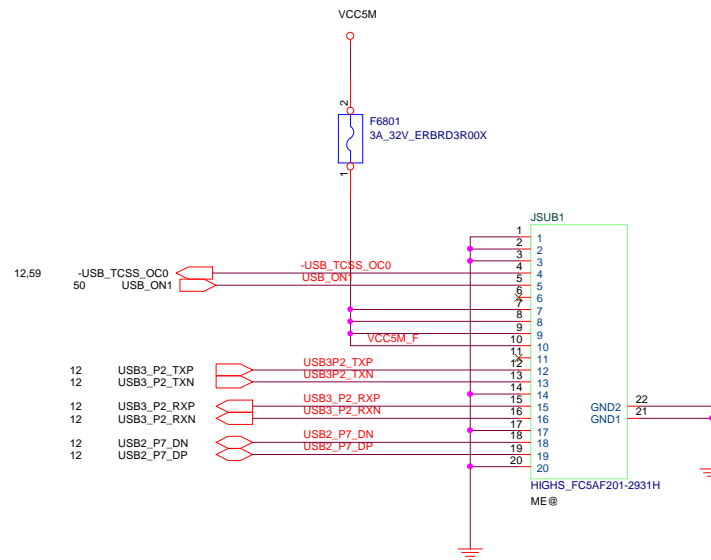 VCC5M
2
F6801
3A_32V_ERBRD3R00X
1
JSUB1
1 1
2 2
3 3
12,59 -USB_TCSS_OC0 -USB_TCSS_OC0 4 4
50 USB_ON1 USB_ON1 5 5
6 6
7 7
8 8
9 9
VCC5M_F 10 10
11 11
12 USB3_P2_TXP USB3P2_TXP 12 12
12 USB3_P2_TXN USB3P2_TXN 13 13
14 14
12 USB3_P2_RXP USB3_P2_RXP 15 15 GND2 22
12 USB3_P2_RXN USB3_P2_RXN 16 16 GND1 21
17 17
12 USB2_P7_DN USB2_P7_DN 18 18
12 USB2_P7_DP USB2_P7_DP 19 19
20 20
HIGHS_FC5AF201-2931H
ME@